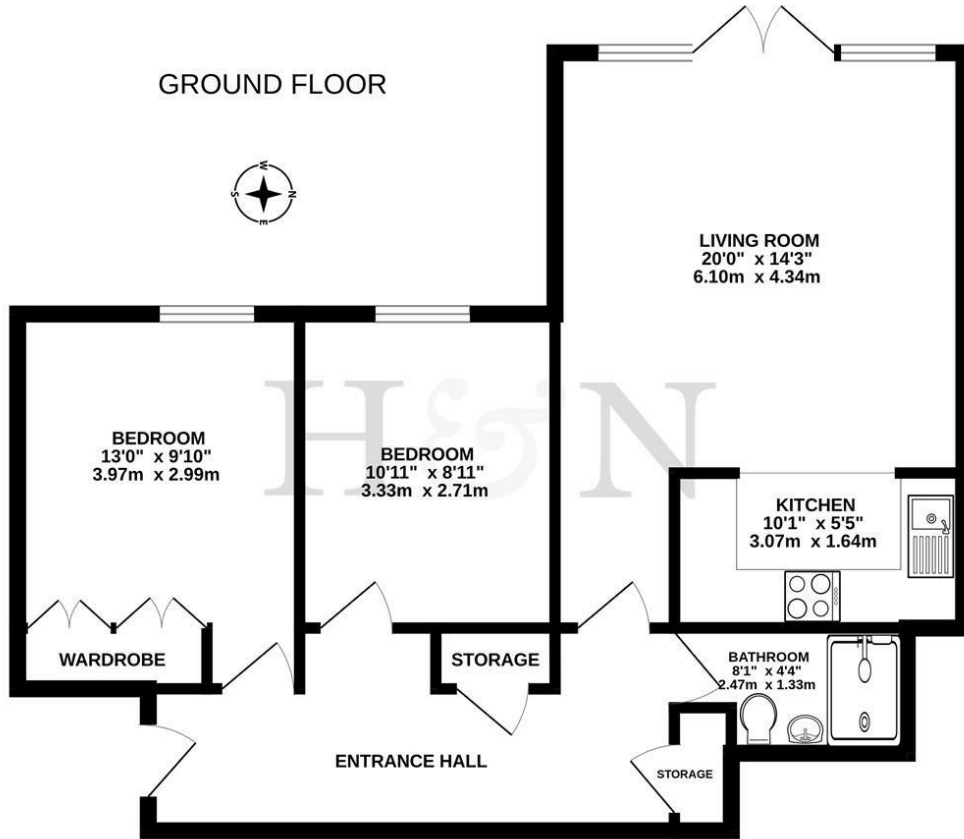 GROUND FLOOR
W
N
S
E
LIVING ROOM
20'0" x 14'3"
6.10m x 4.34m
BEDROOM
13'0" x 9'10"
3.97m x 2.99m
BEDROOM
10'11" x 8'11"
3.33m x 2.71m
H&N
KITCHEN
10'1" x 5'5"
3.07m x 1.64m
WARDROBE
STORAGE
BATHROOM
8'1" x 4'4"
2.47m x 1.33m
ENTRANCE HALL
STORAGE